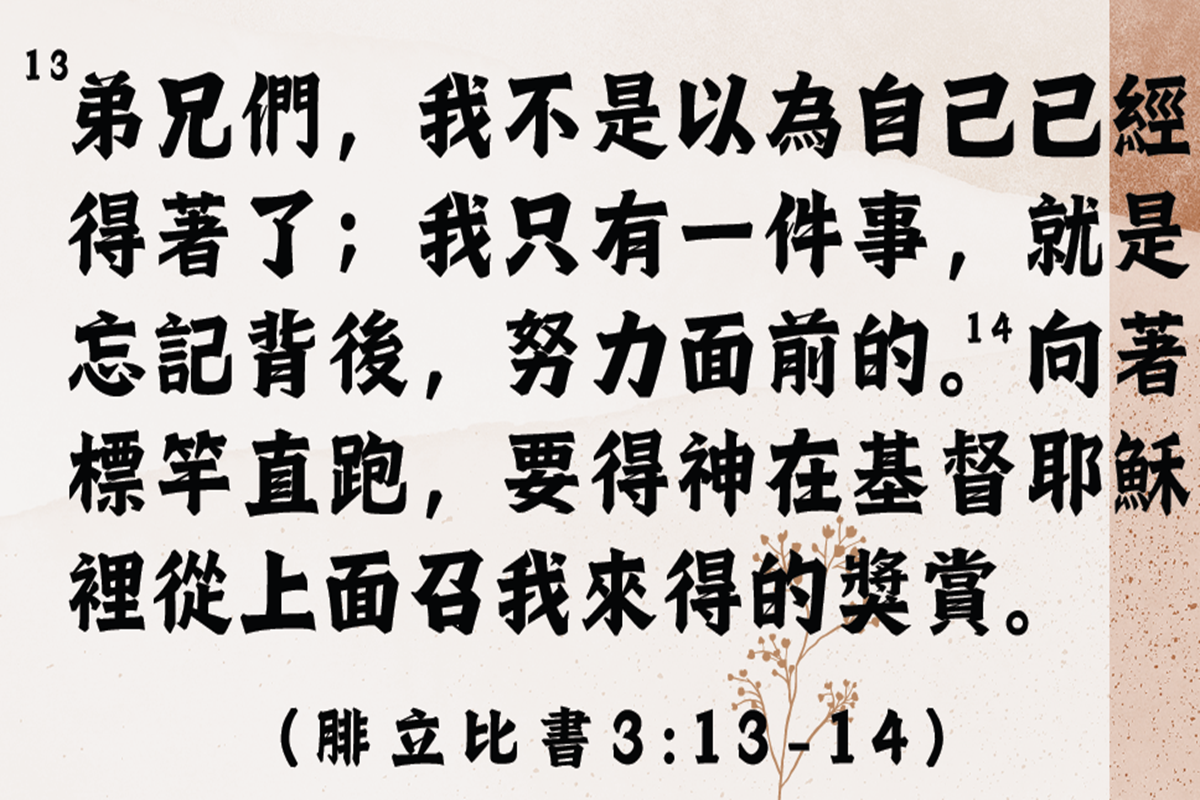 13弟兄們，我不是以為自己已經
得著了；我只有一件事，就是
忘記背後，努力面前的。14向著
標竿直跑，要得神在基督耶穌
裡從上面召我來得的獎賞。
（腓立比書3:13-14）